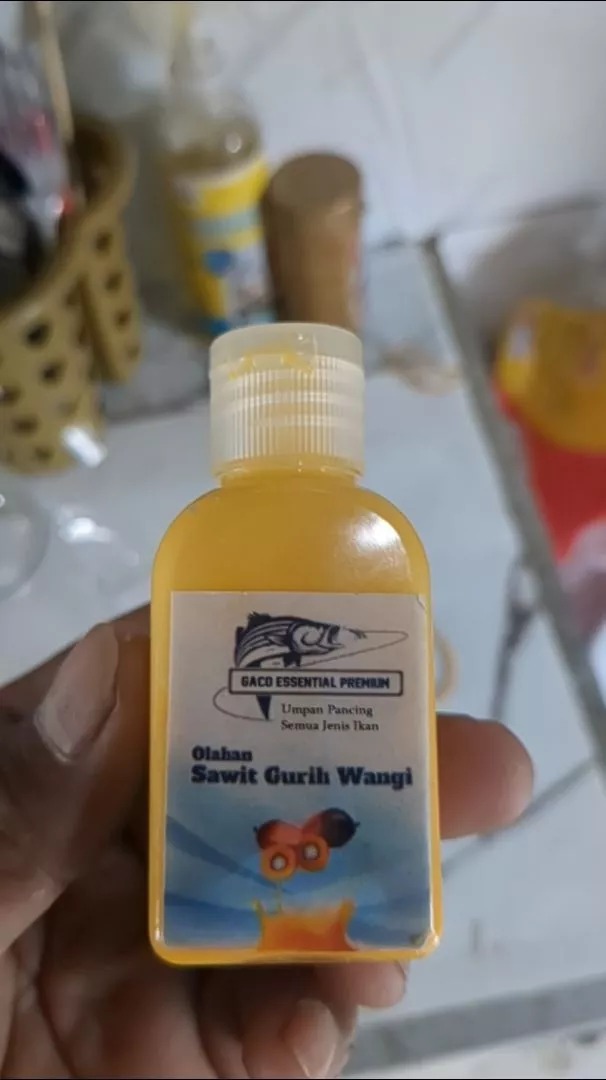 GACO ESSENTIAL PREMIUM
Umpan Pancing
Semua Jenis Ikan
Olahan
Sawit Gurih Wangi